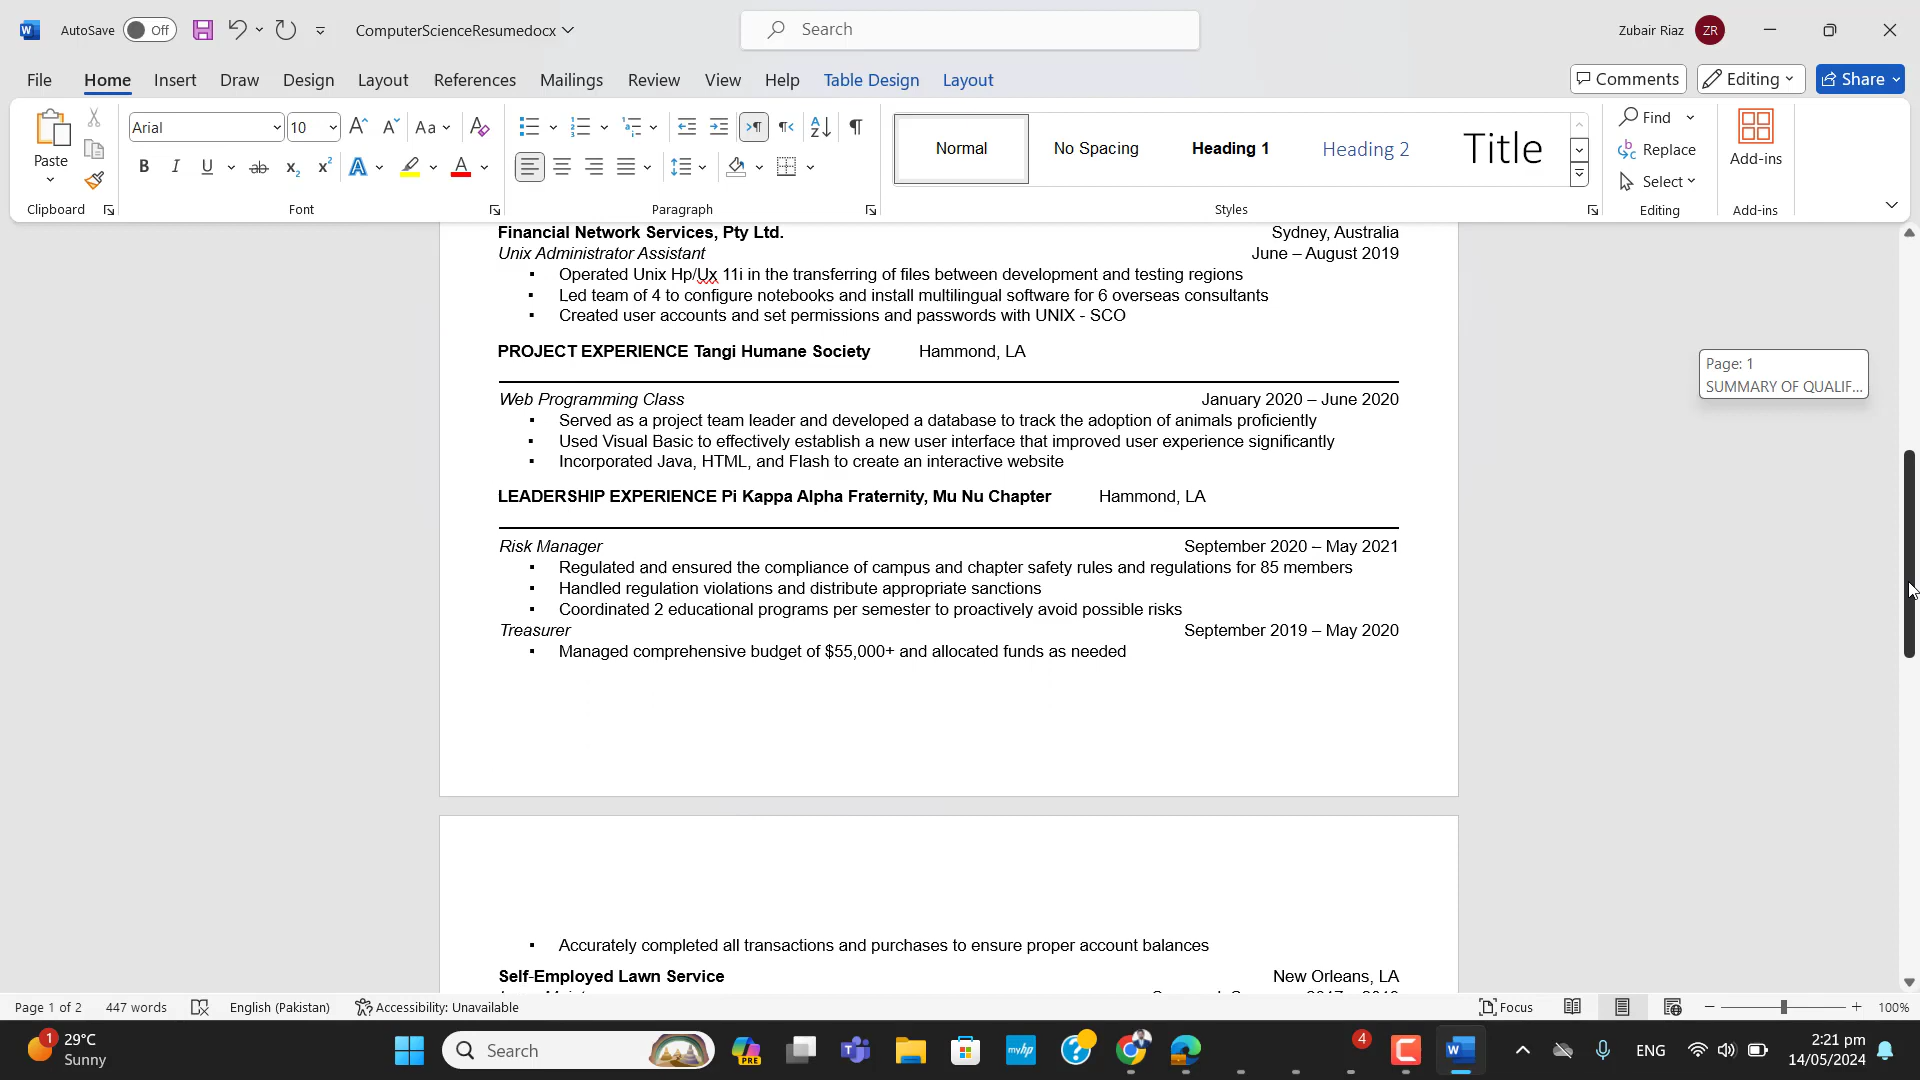 AutoSave Off ComputerScienceResumedocx Search Zubair Riaz ZR
File Home Insert Draw Design Layout References Mailings Review View Help Table Design Layout Comments Editing Share
Paste Arial 10 Aa Normal No Spacing Heading 1 Heading 2 Title Find Replace Select Add-ins
Clipboard Font Paragraph Styles Editing Add-ins
Financial Network Services, Pty Ltd. Sydney, Australia
Unix Administrator Assistant June – August 2019
▪ Operated Unix Hp/Ux 11i in the transferring of files between development and testing regions
▪ Led team of 4 to configure notebooks and install multilingual software for 6 overseas consultants
▪ Created user accounts and set permissions and passwords with UNIX - SCO
PROJECT EXPERIENCE Tangi Humane Society Hammond, LA
Page: 1
SUMMARY OF QUALIF...
Web Programming Class January 2020 – June 2020
▪ Served as a project team leader and developed a database to track the adoption of animals proficiently
▪ Used Visual Basic to effectively establish a new user interface that improved user experience significantly
▪ Incorporated Java, HTML, and Flash to create an interactive website
LEADERSHIP EXPERIENCE Pi Kappa Alpha Fraternity, Mu Nu Chapter Hammond, LA
Risk Manager September 2020 – May 2021
▪ Regulated and ensured the compliance of campus and chapter safety rules and regulations for 85 members
▪ Handled regulation violations and distribute appropriate sanctions
▪ Coordinated 2 educational programs per semester to proactively avoid possible risks
Treasurer September 2019 – May 2020
▪ Managed comprehensive budget of $55,000+ and allocated funds as needed
▪ Accurately completed all transactions and purchases to ensure proper account balances
Self-Employed Lawn Service New Orleans, LA
Page 1 of 2 447 words English (Pakistan) Accessibility: Unavailable Focus 100%
1 29°C Search PRE myhp 4 ENG 2:21 pm
Sunny 14/05/2024